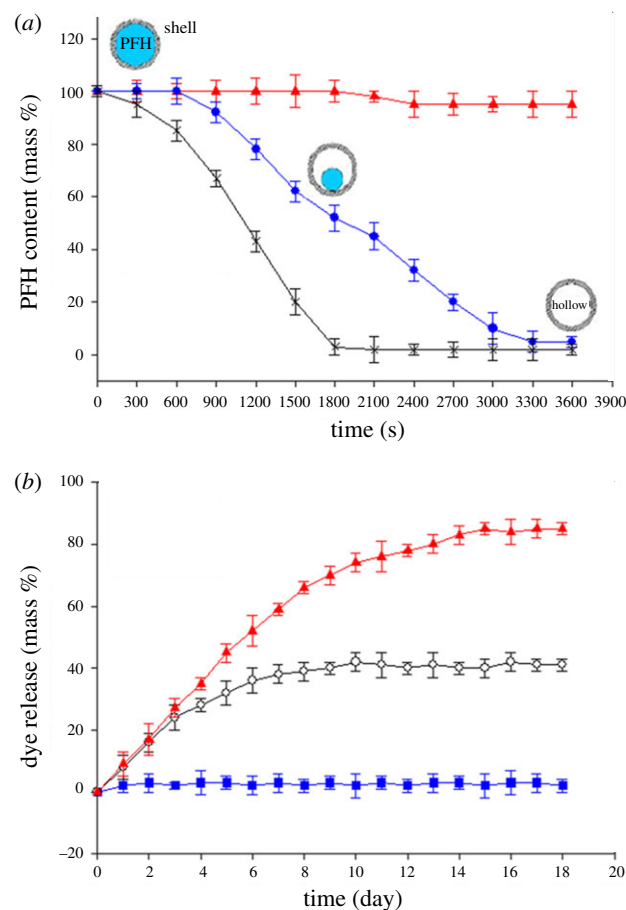 (a)
PFH
shell
120
100
80
60
40
20
0
PFH content (mass %)
hollow
0 300 600 900 1200 1500 1800 2100 2400 2700 3000 3300 3600 3900
time (s)
(b)
100
80
60
40
20
0
–20
dye release (mass %)
0 2 4 6 8 10 12 14 16 18 20
time (day)